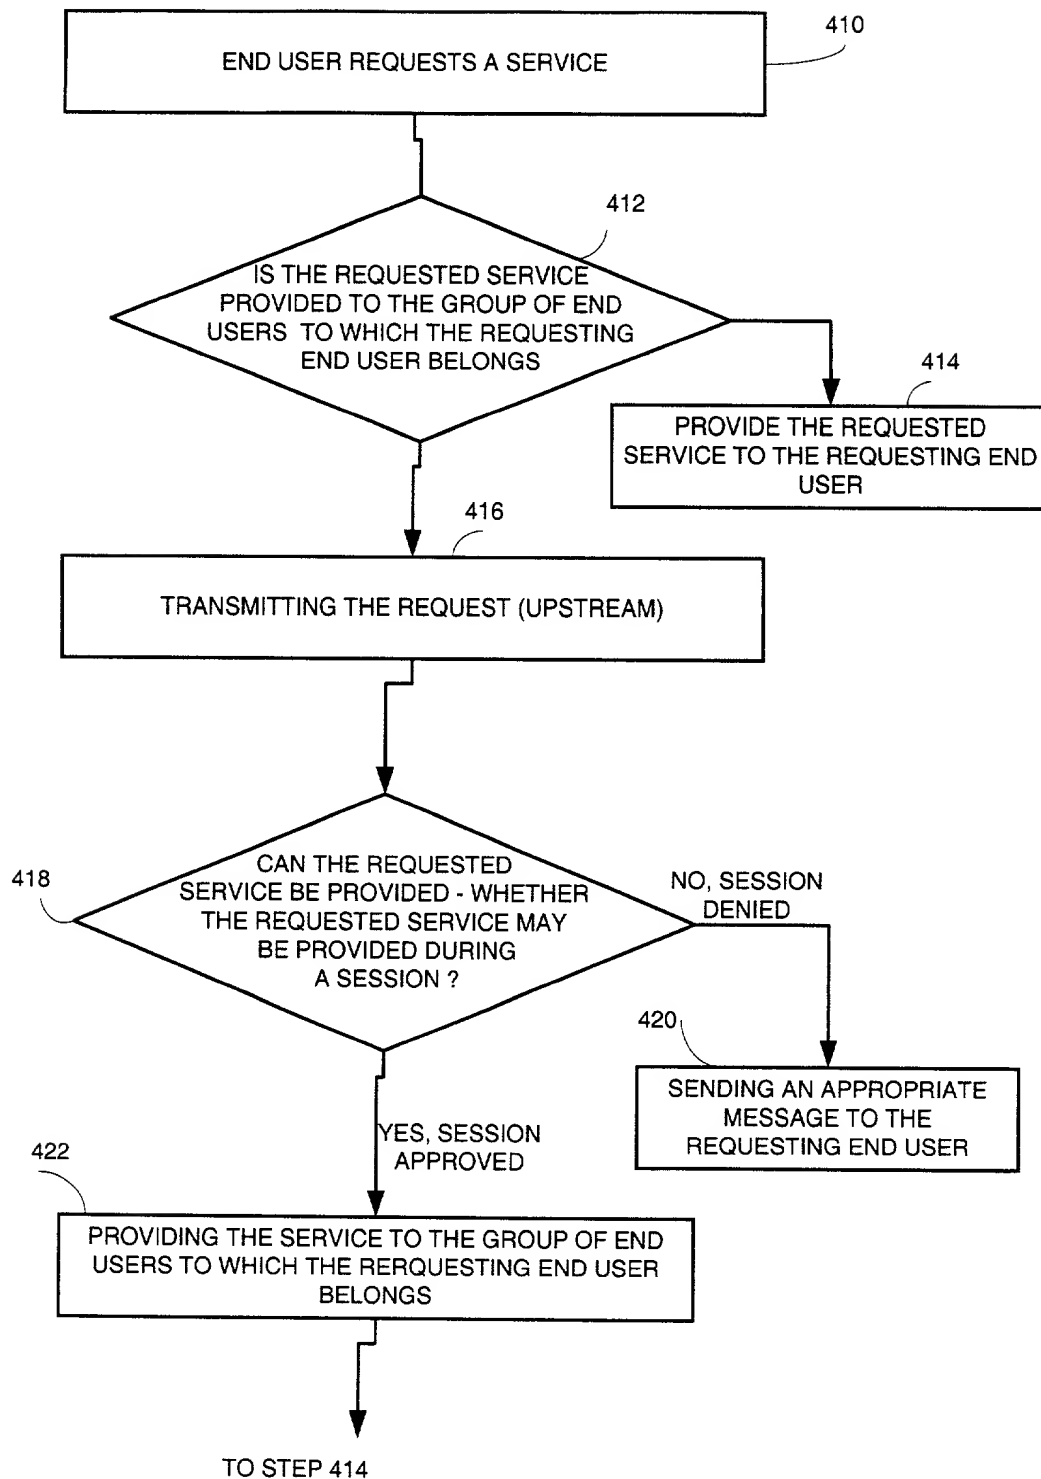 410
END USER REQUESTS A SERVICE
412
IS THE REQUESTED SERVICE
PROVIDED TO THE GROUP OF END
USERS TO WHICH THE REQUESTING
END USER BELONGS
414
PROVIDE THE REQUESTED
SERVICE TO THE REQUESTING END
USER
416
TRANSMITTING THE REQUEST (UPSTREAM)
418
CAN THE REQUESTED
SERVICE BE PROVIDED - WHETHER
THE REQUESTED SERVICE MAY
BE PROVIDED DURING
A SESSION ?
NO, SESSION
DENIED
420
SENDING AN APPROPRIATE
MESSAGE TO THE
REQUESTING END USER
YES, SESSION
APPROVED
422
PROVIDING THE SERVICE TO THE GROUP OF END
USERS TO WHICH THE RERQUESTING END USER
BELONGS
TO STEP 414